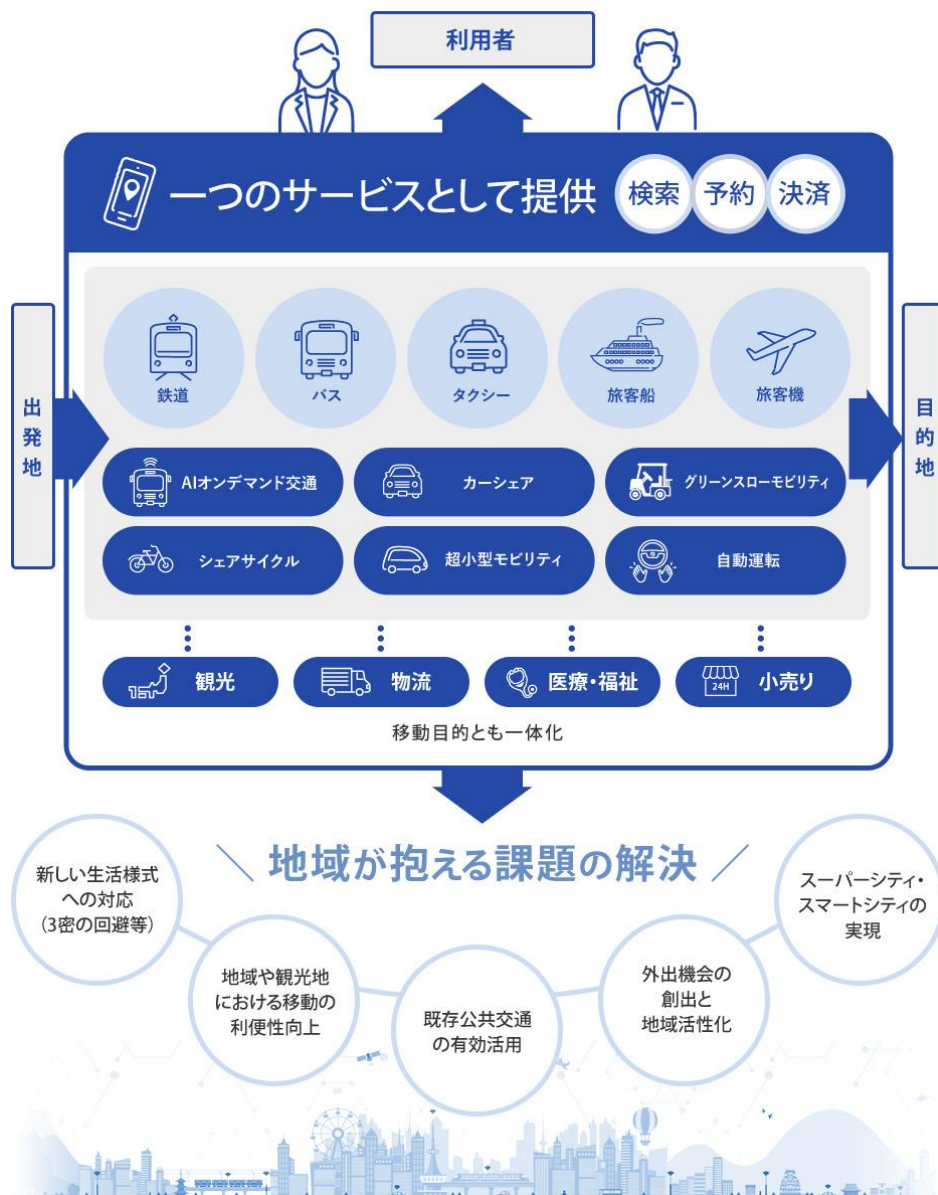 利用者
一つのサービスとして提供
検索
予約
決済
出発地
目的地
鉄道
バス
タクシー
旅客船
旅客機
AIオンデマンド交通
カーシェア
グリーンスローモビリティ
シェアサイクル
超小型モビリティ
自動運転
観光
物流
医療・福祉
24H
小売り
移動目的とも一体化
地域が抱える課題の解決
新しい生活様式
への対応
(3密の回避等)
地域や観光地
における移動の
利便性向上
既存公共交通
の有効活用
外出機会の
創出と
地域活性化
スーパーシティ・
スマートシティの
実現